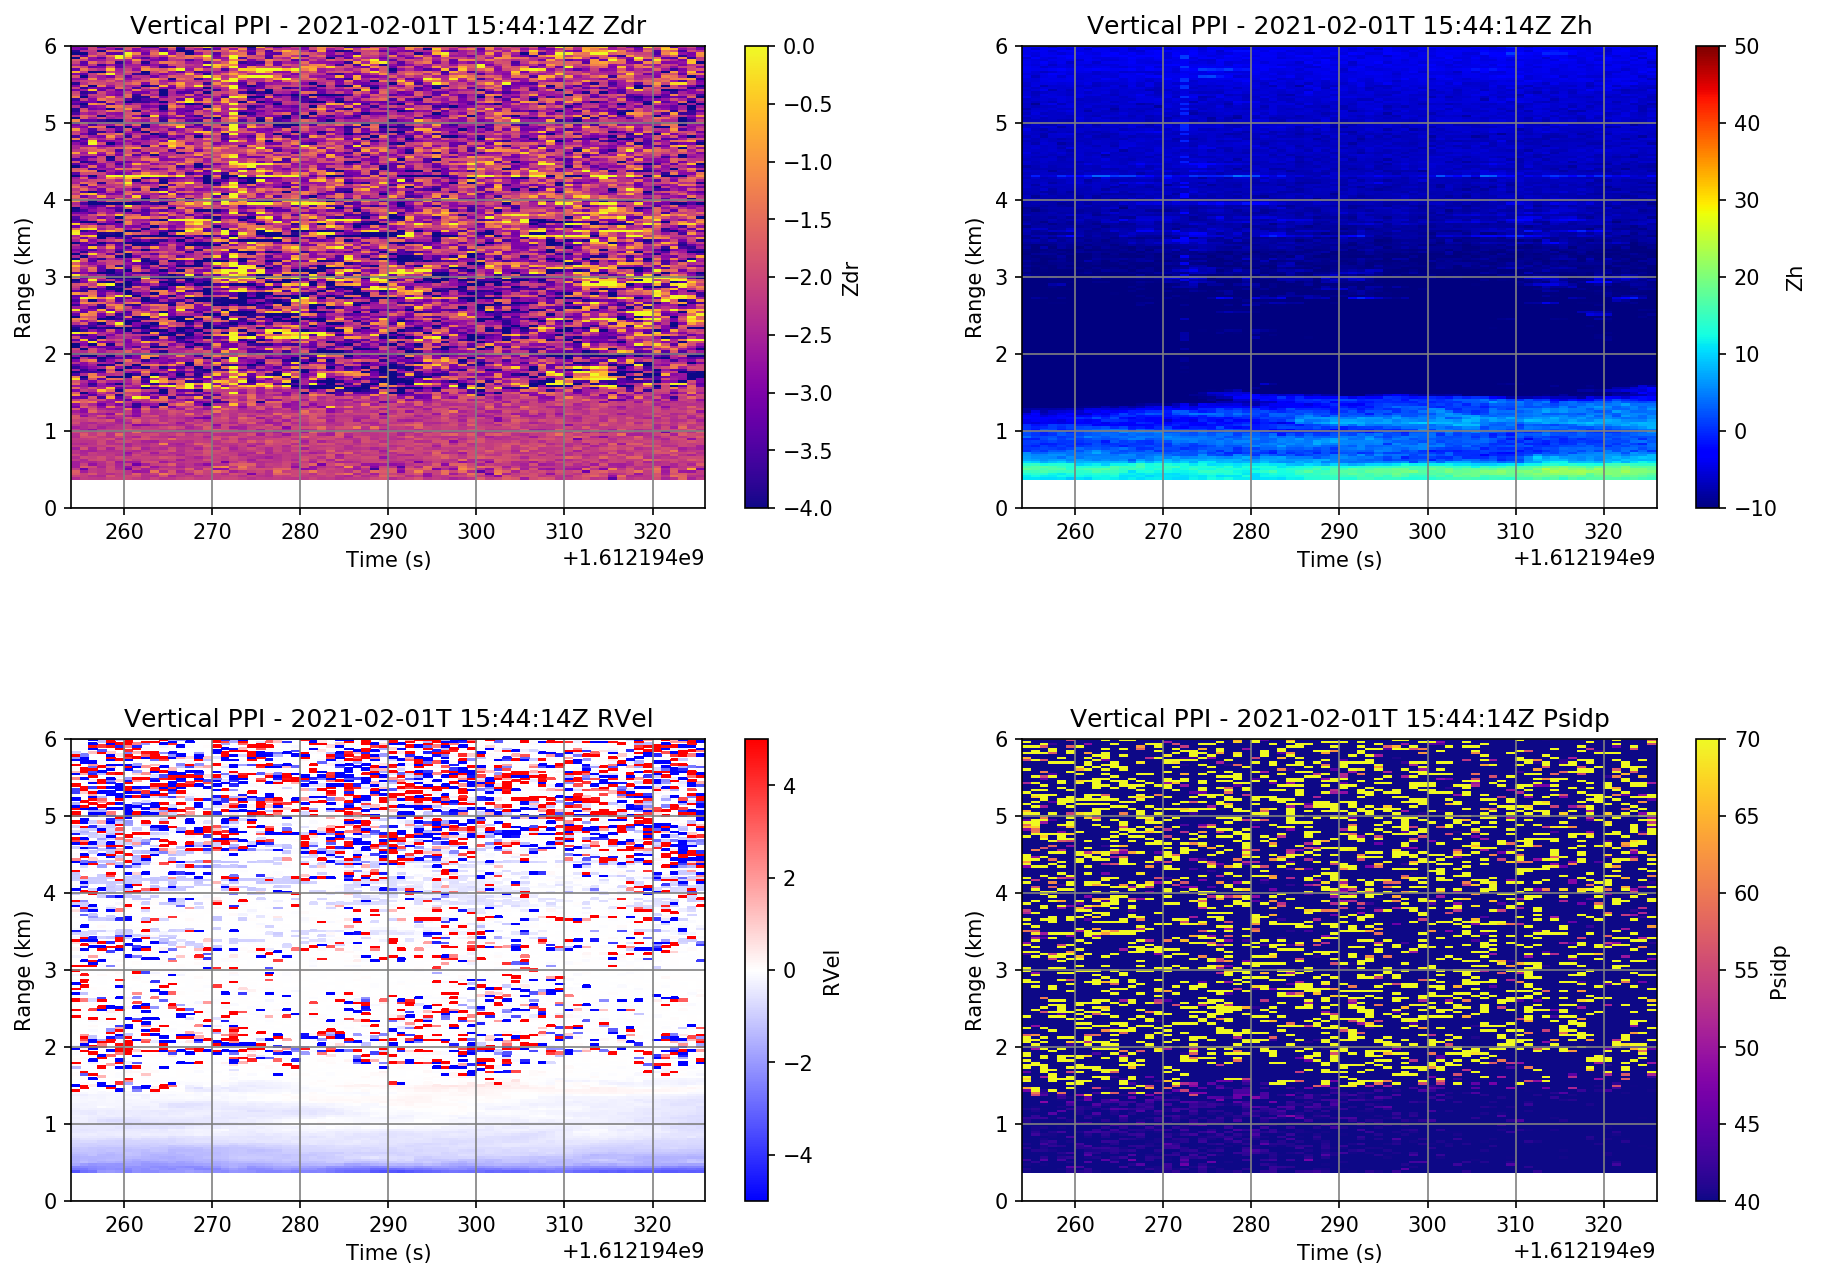 Vertical PPI - 2021-02-01T 15:44:14Z Zdr
6
5
4
3
2
1
0
Range (km)
260 270 280 290 300 310 320
Time (s)
+1.612194e9
0.0
−0.5
−1.0
−1.5
−2.0
−2.5
−3.0
−3.5
−4.0
Zdr
Vertical PPI - 2021-02-01T 15:44:14Z Zh
6
5
4
3
2
1
0
Range (km)
260 270 280 290 300 310 320
Time (s)
+1.612194e9
50
40
30
20
10
0
−10
Zh
Vertical PPI - 2021-02-01T 15:44:14Z RVel
6
5
4
3
2
1
0
Range (km)
260 270 280 290 300 310 320
Time (s)
+1.612194e9
4
2
0
−2
−4
RVel
Vertical PPI - 2021-02-01T 15:44:14Z Psidp
6
5
4
3
2
1
0
Range (km)
260 270 280 290 300 310 320
Time (s)
+1.612194e9
70
65
60
55
50
45
40
Psidp